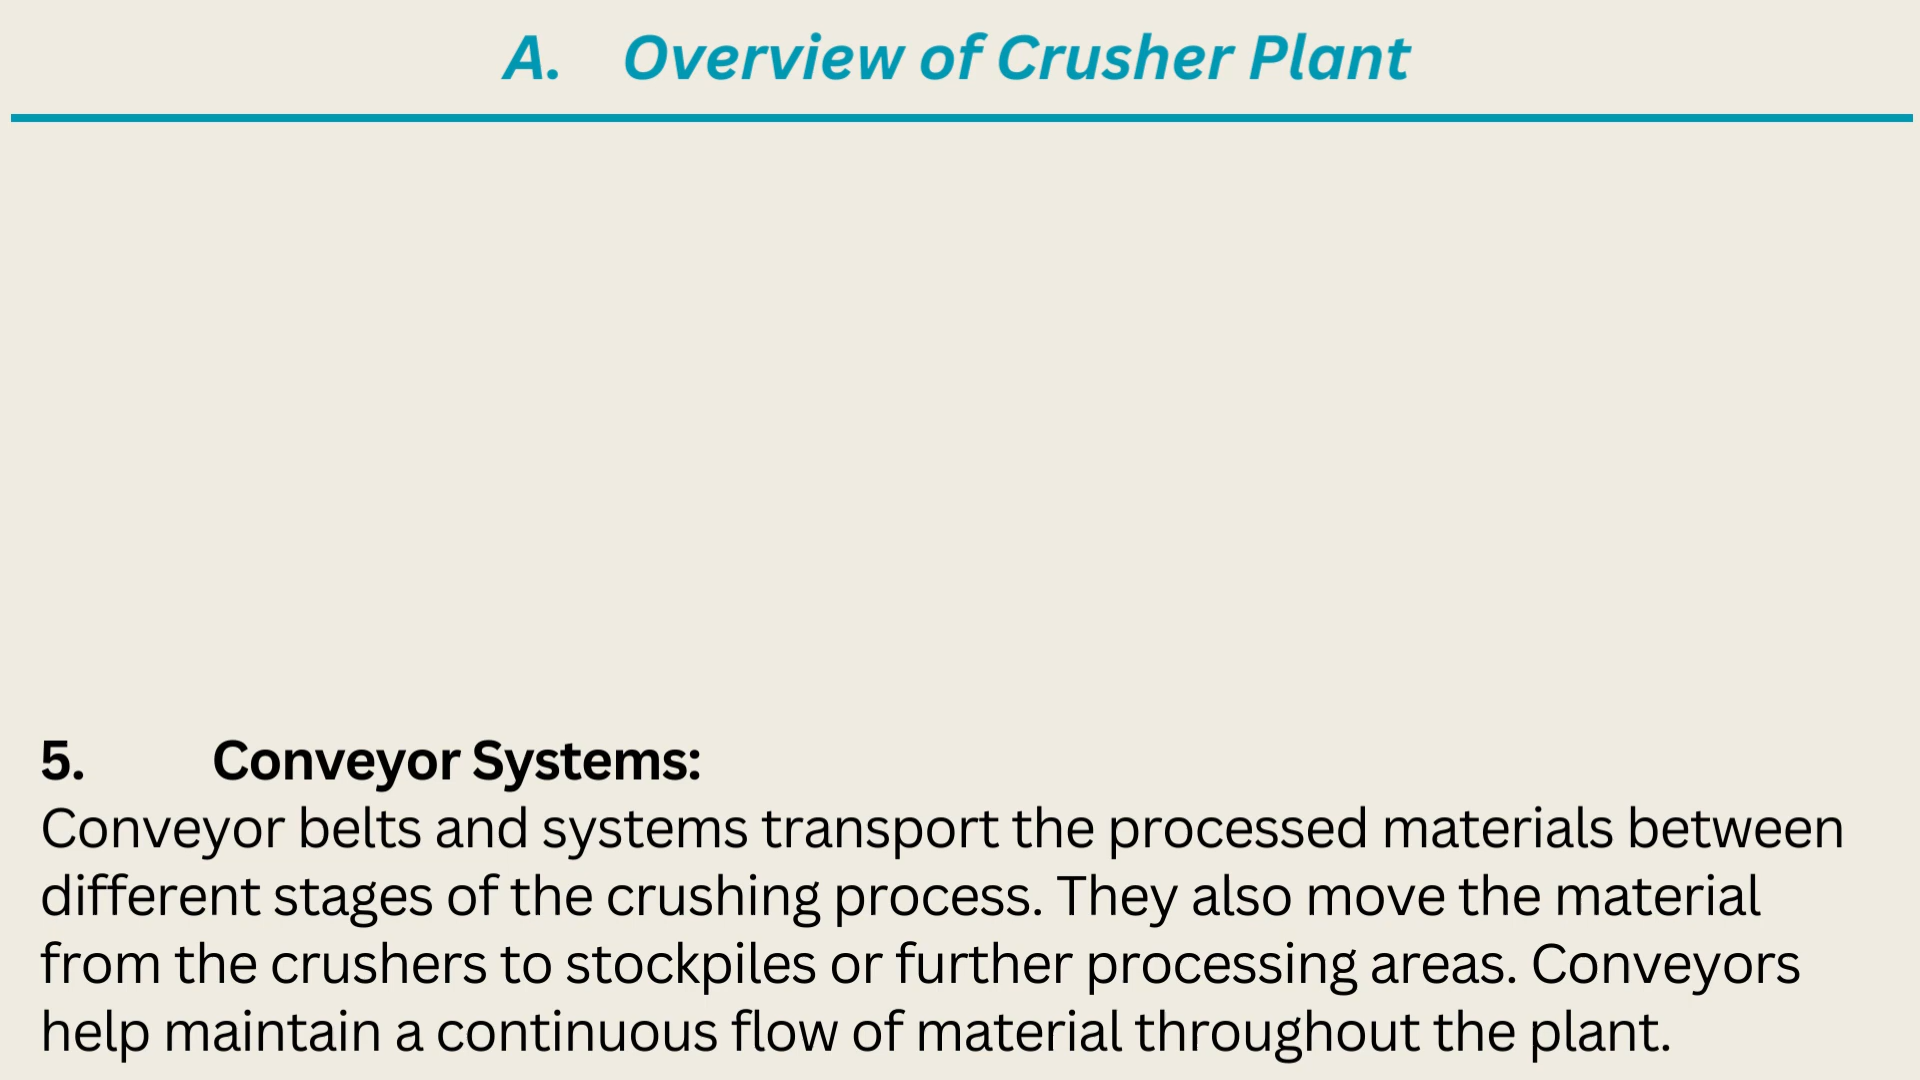 A. Overview of Crusher Plant
5. Conveyor Systems:
Conveyor belts and systems transport the processed materials between
different stages of the crushing process. They also move the material
from the crushers to stockpiles or further processing areas. Conveyors
help maintain a continuous flow of material throughout the plant.